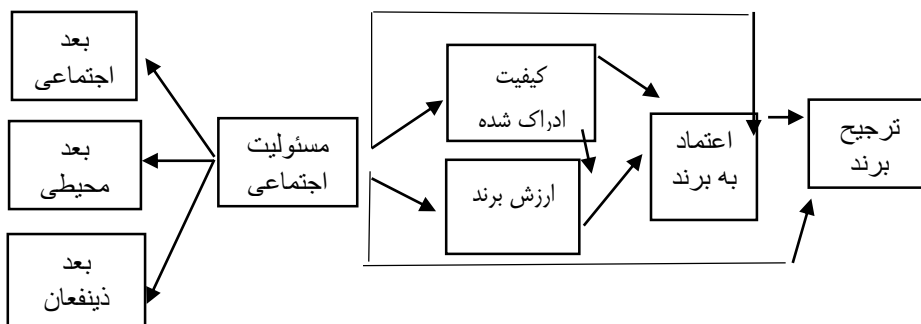 بعد
اجتماعی
بعد
محیطی
بعد
ذینفعان
مسئولیت
اجتماعی
کیفیت
ادراک شده
ارزش برند
اعتماد
به برند
ترجیح
برند